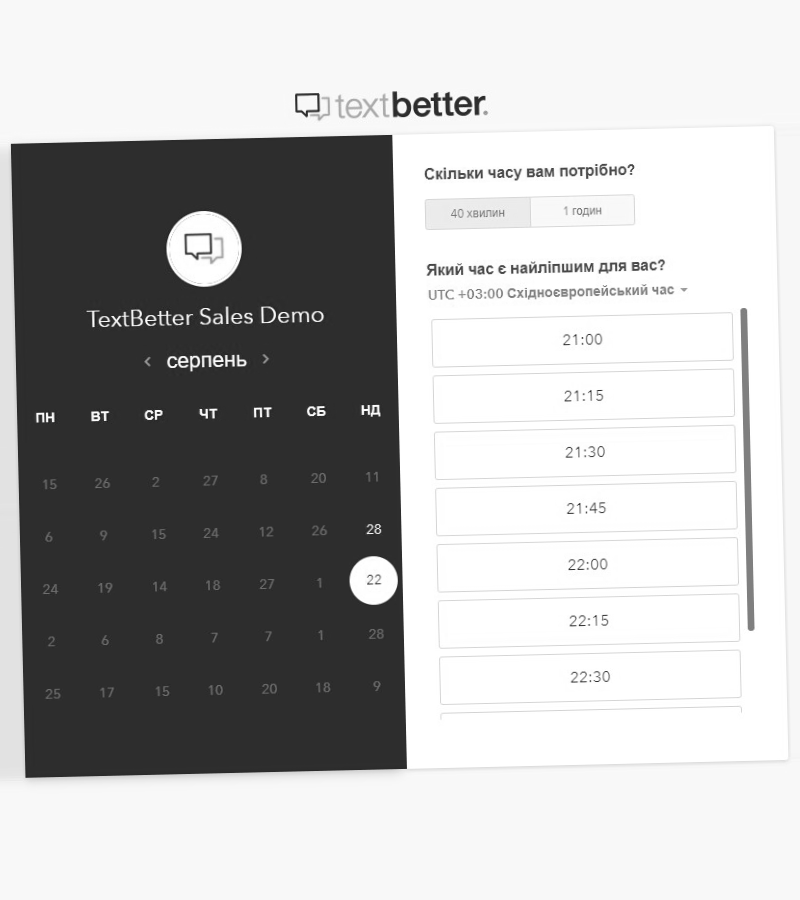 textbetter.
TextBetter Sales Demo
серпень
ПН ВТ СР ЧТ ПТ СБ НД
15 26 2 27 8 20 11
6 9 15 24 12 26 28
24 19 14 18 27 1 22
2 6 8 7 7 1 28
25 17 15 10 20 18 9
Скільки часу вам потрібно?
40 хвилин 1 годин
Який час є найліпшим для вас?
UTC +03:00 Східноєвропейський час
21:00
21:15
21:30
21:45
22:00
22:15
22:30